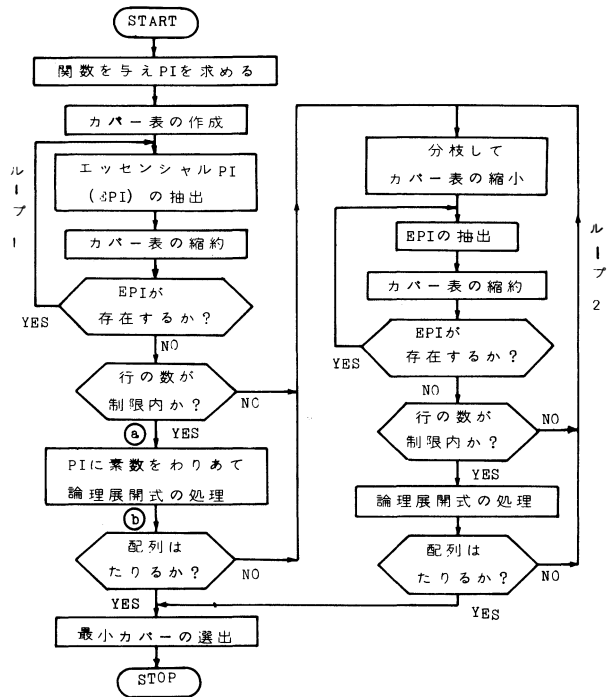 START
関数を与えPIを求める
カバー表の作成
ループ1
エッセンシャルPI
(EPI)の抽出
カバー表の縮約
EPIが
存在するか?
YES
NO
行の数が
制限内か?
NO
ⓐ YES
PIに素数をわりあて
論理展開式の処理
ⓑ
配列は
たりるか?
NO
YES
最小カバーの選出
STOP
分枝して
カバー表の縮小
ループ2
EPIの抽出
カバー表の縮約
EPIが
存在するか?
YES
NO
行の数が
制限内か?
NO
YES
論理展開式の処理
配列は
たりるか?
NO
YES